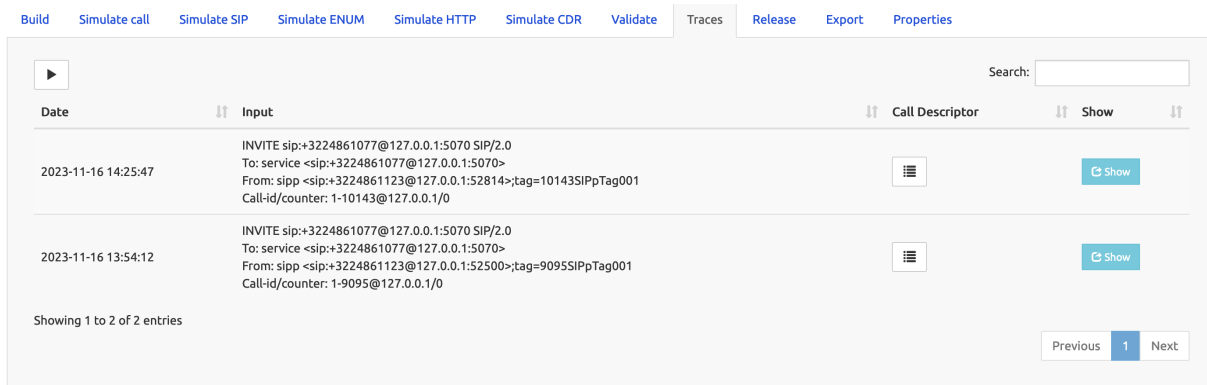 Build Simulate call Simulate SIP Simulate ENUM Simulate HTTP Simulate CDR Validate Traces Release Export Properties
Search:
Date Input Call Descriptor Show
INVITE sip:+3224861077@127.0.0.1:5070 SIP/2.0
To: service <sip:+3224861077@127.0.0.1:5070>
2023-11-16 14:25:47
From: sipp <sip:+3224861123@127.0.0.1:52814>;tag=10143SIPpTag001
Call-id/counter: 1-10143@127.0.0.1/0
Show
INVITE sip:+3224861077@127.0.0.1:5070 SIP/2.0
To: service <sip:+3224861077@127.0.0.1:5070>
2023-11-16 13:54:12
From: sipp <sip:+3224861123@127.0.0.1:52500>;tag=9095SIPpTag001
Call-id/counter: 1-9095@127.0.0.1/0
Show
Showing 1 to 2 of 2 entries
Previous 1 Next